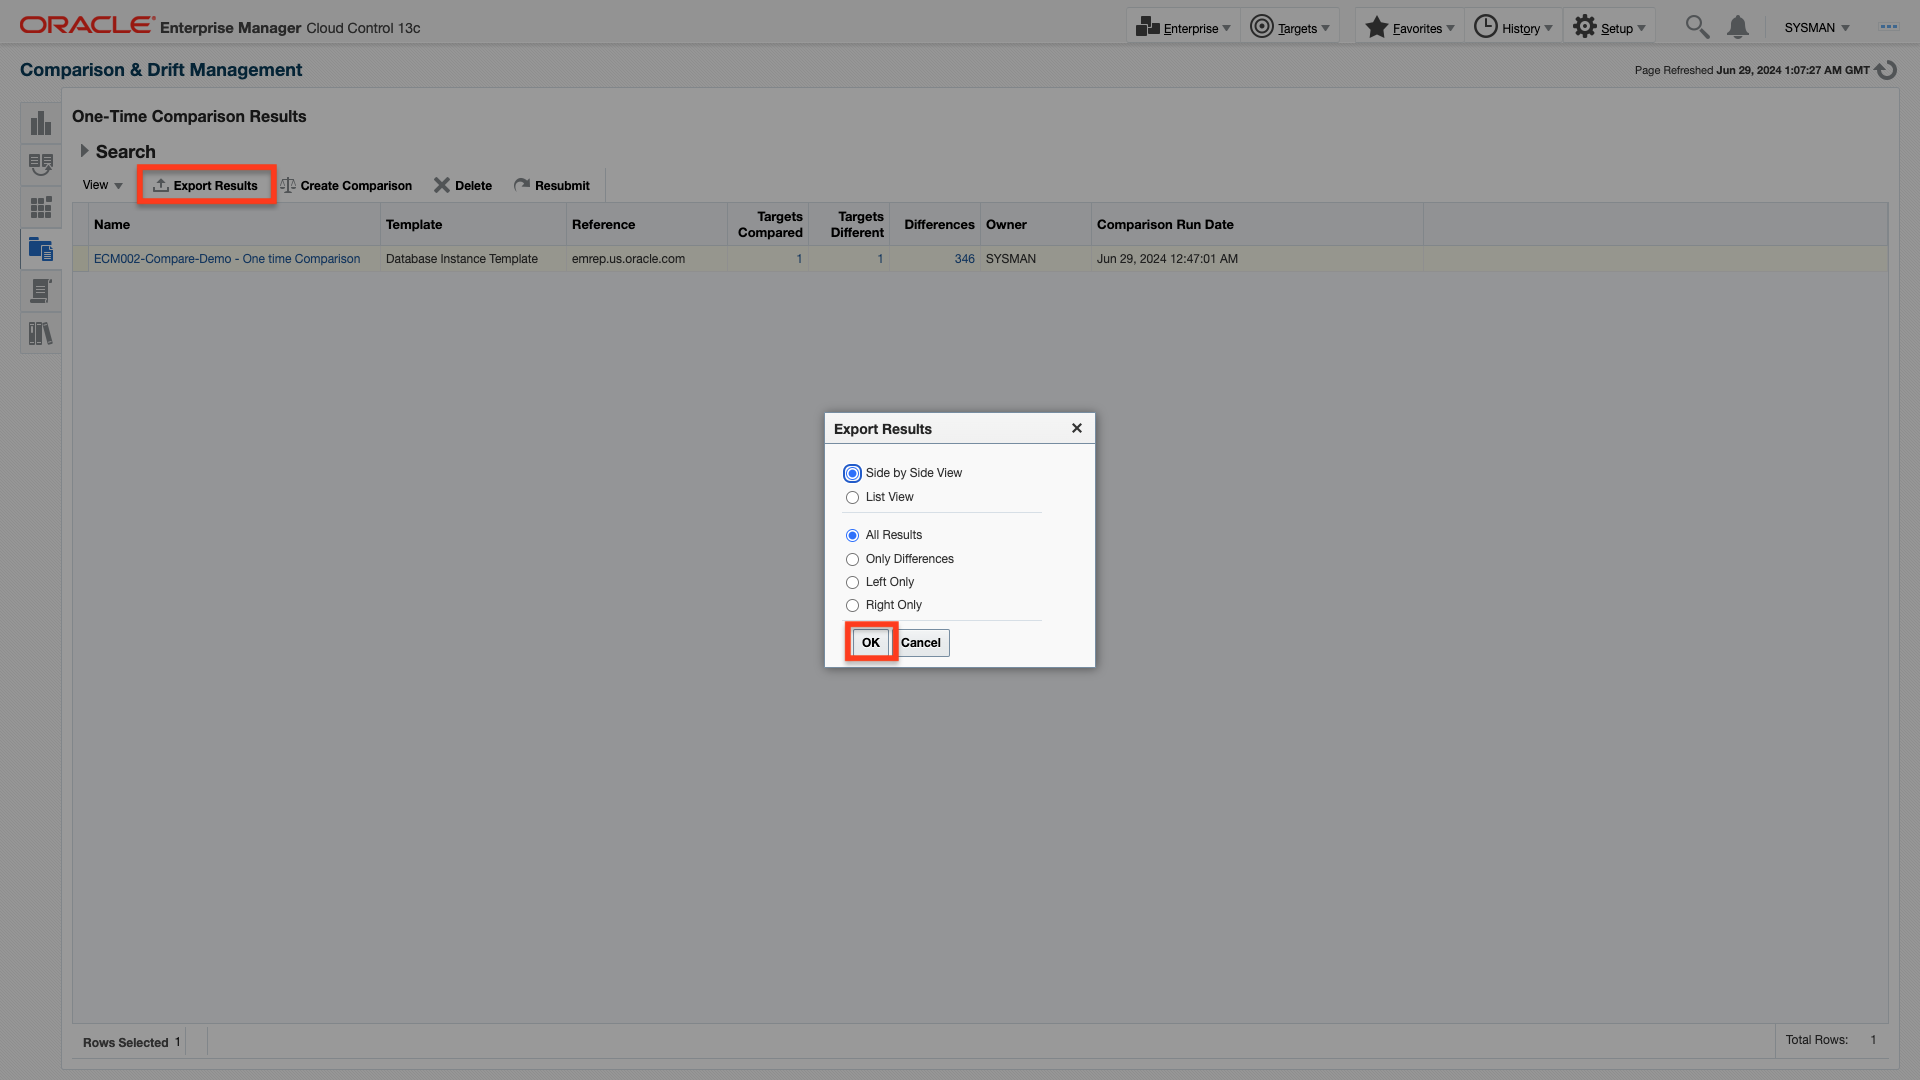 ORACLE Enterprise Manager Cloud Control 13c
Enterprise Targets Favorites History Setup SYSMAN
Comparison & Drift Management
Page Refreshed Jun 29, 2024 1:07:27 AM GMT
One-Time Comparison Results
Search
View Export Results Create Comparison Delete Resubmit
Name Template Reference Targets Compared Targets Different Differences Owner Comparison Run Date
ECM002-Compare-Demo - One time Comparison Database Instance Template emrep.us.oracle.com 1 1 346 SYSMAN Jun 29, 2024 12:47:01 AM
Export Results
Side by Side View
List View
All Results
Only Differences
Left Only
Right Only
OK Cancel
Rows Selected 1
Total Rows: 1